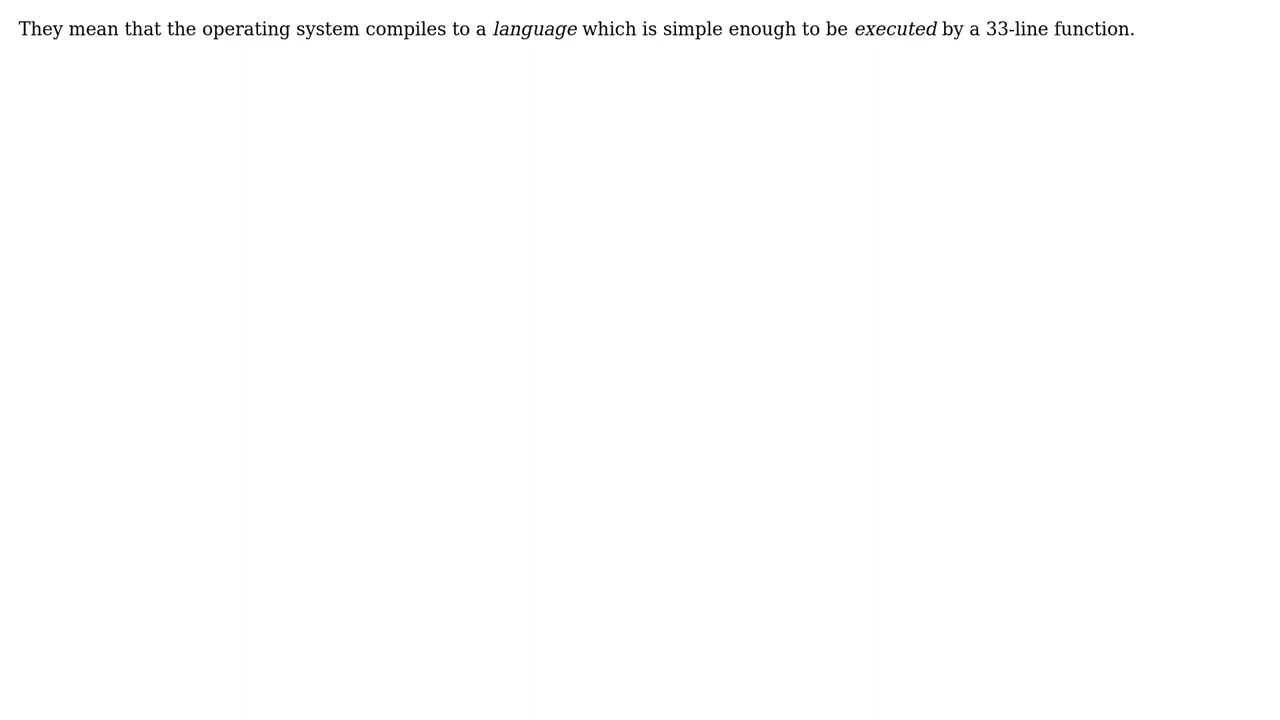 They mean that the operating system compiles to a language which is simple enough to be executed by a 33-line function.